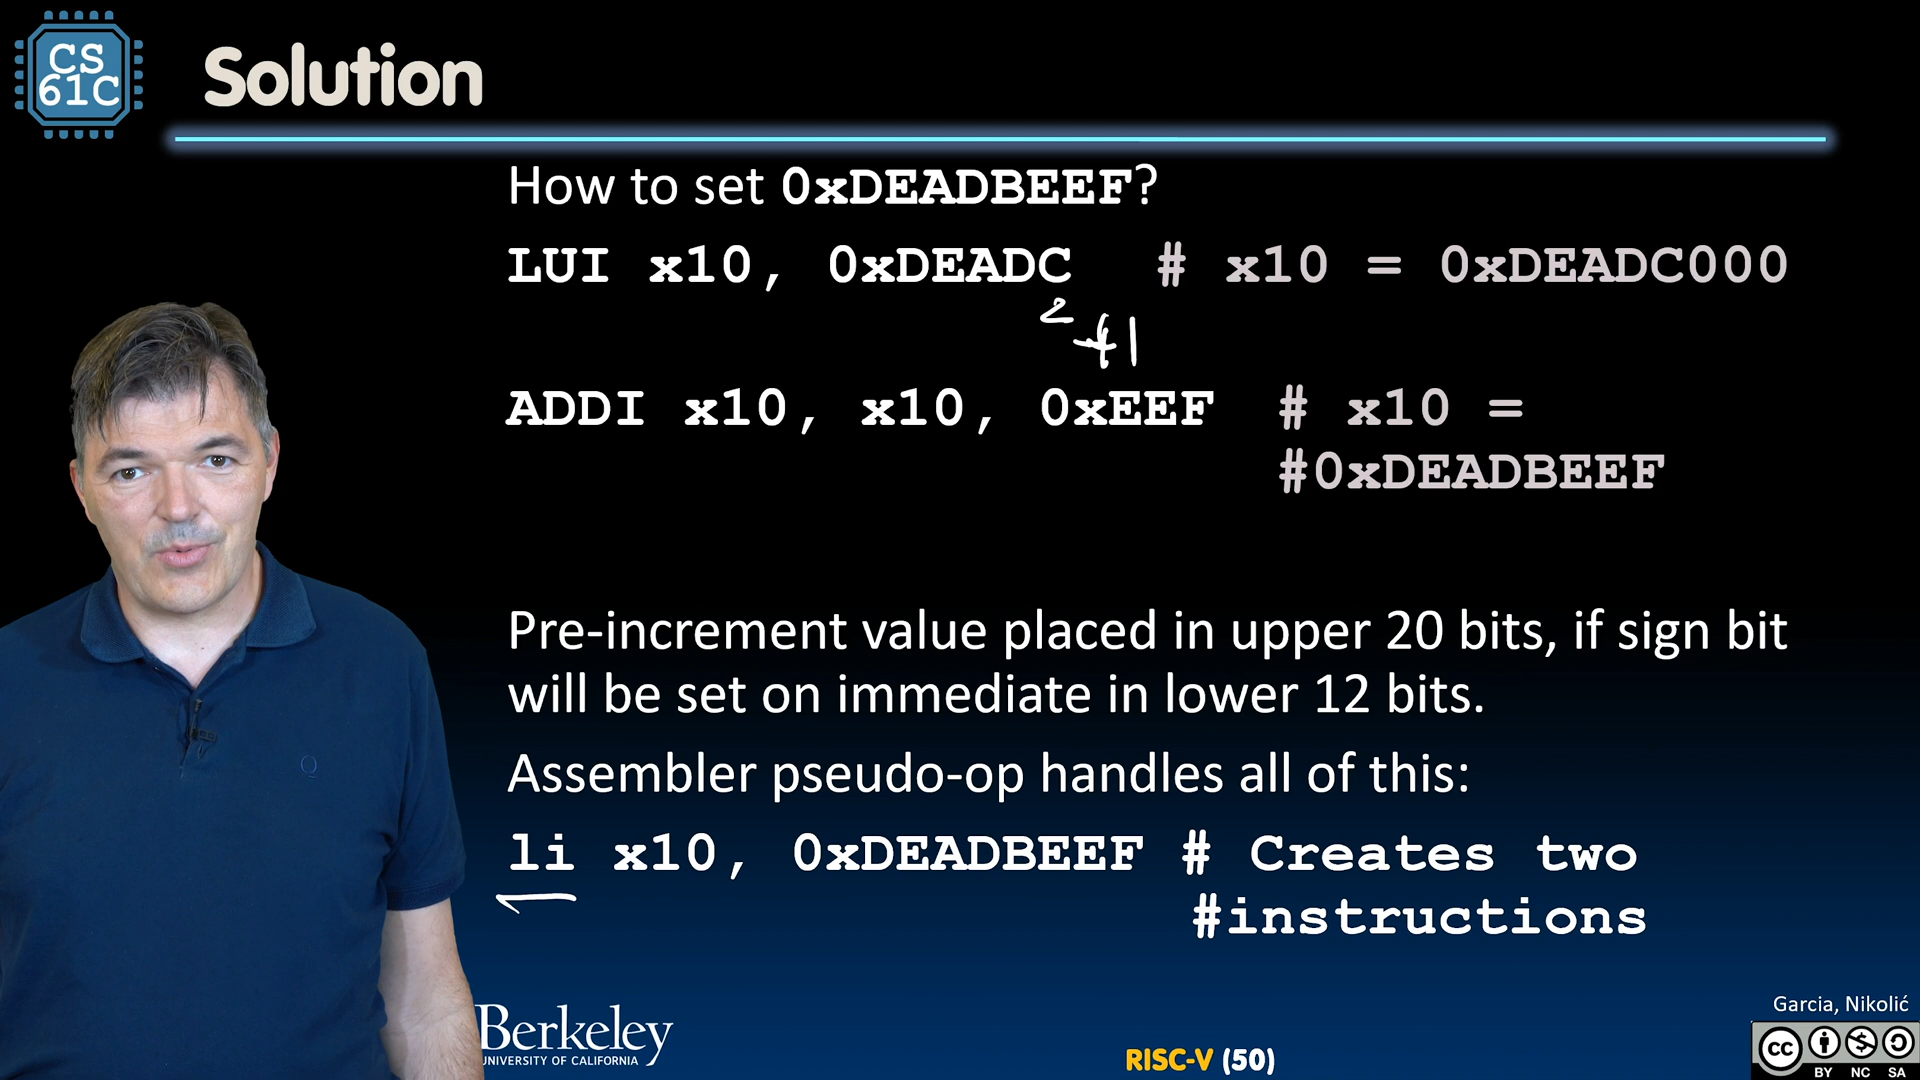 CS
61C
Solution
How to set 0xDEADBEEF?
LUI x10, 0xDEADC # x10 = 0xDEADC000
+1
ADDI x10, x10, 0xEEF # x10 =
#0xDEADBEEF
Pre-increment value placed in upper 20 bits, if sign bit
will be set on immediate in lower 12 bits.
Assembler pseudo-op handles all of this:
li x10, 0xDEADBEEF # Creates two
#instructions
Berkeley
UNIVERSITY OF CALIFORNIA
RISC-V (50)
Garcia, Nikolić
cc
BY NC SA